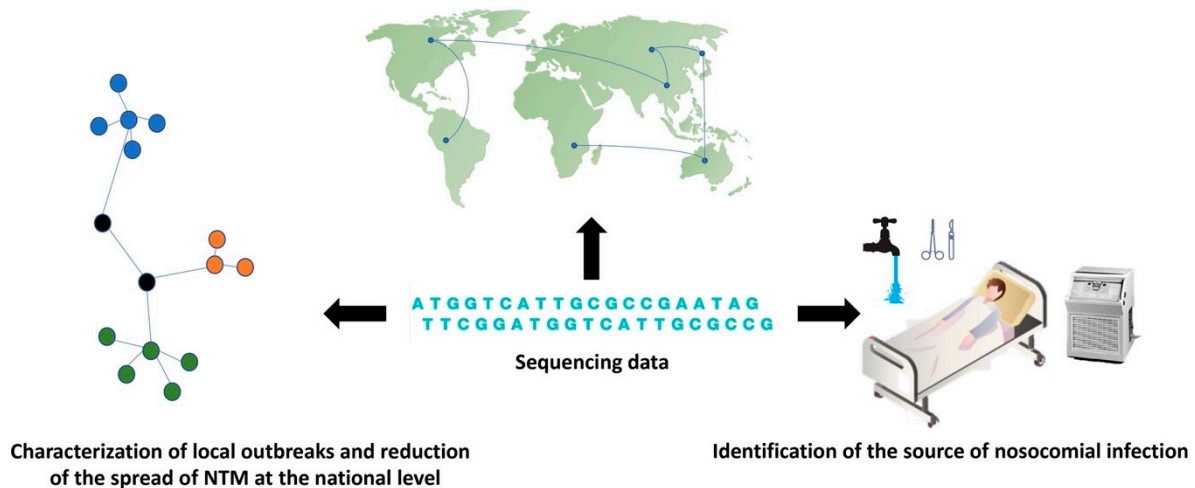 ATGGTCATTGCGCCGAATAG
TTCGGATGGTCATTGCGCCG
Sequencing data
Characterization of local outbreaks and reduction
of the spread of NTM at the national level
Identification of the source of nosocomial infection